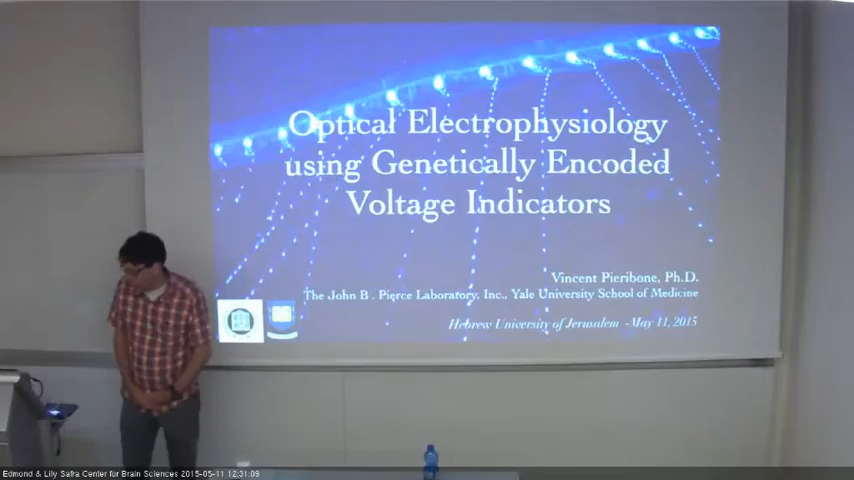 Optical Electrophysiology
using Genetically Encoded
Voltage Indicators
Vincent Pieribone, Ph.D.
The John B . Pierce Laboratory, Inc., Yale University School of Medicine
Hebrew University of Jerusalem - May 11, 2015
Edmond & Lily Safra Center for Brain Sciences 2015-05-11 12:31:09